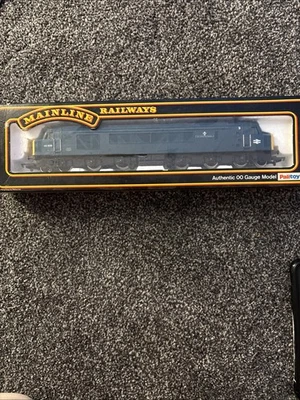 MAINLINE RAILWAYS
Authentic OO Gauge Model Palitoy